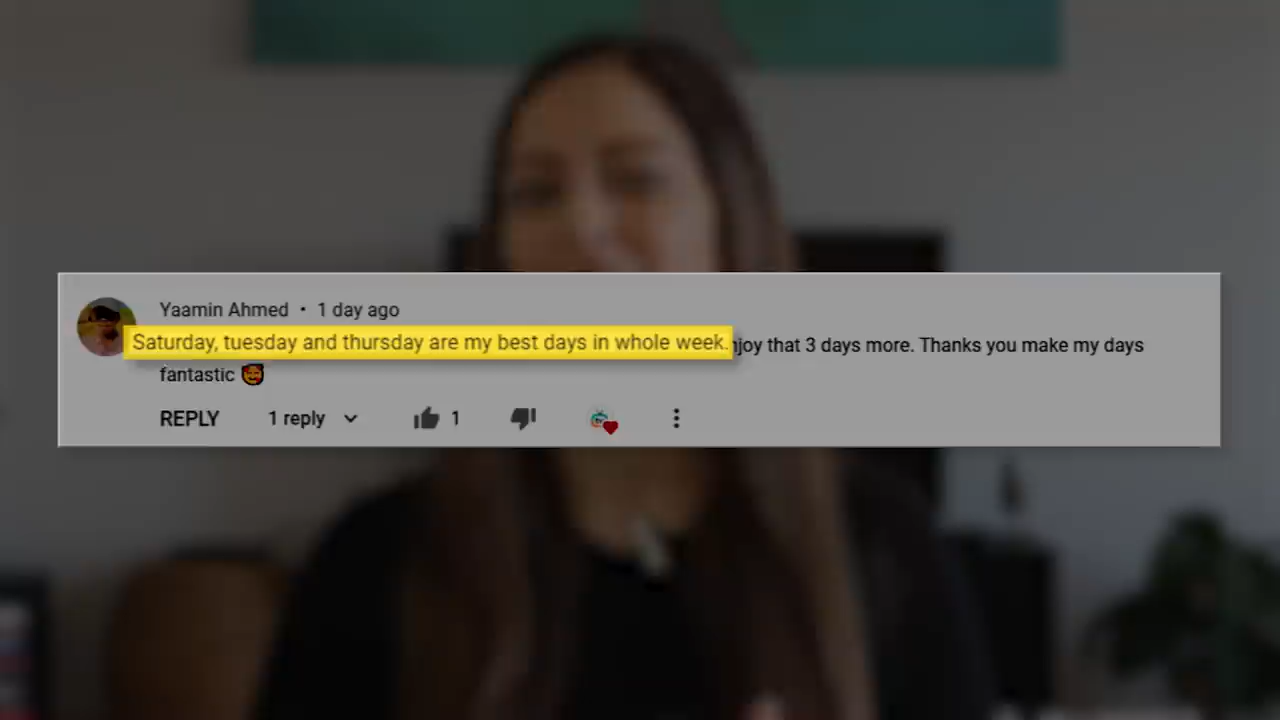 Yaamin Ahmed • 1 day ago
Saturday, tuesday and thursday are my best days in whole week. that 3 days more. Thanks you make my days
fantastic
REPLY 1 reply 1